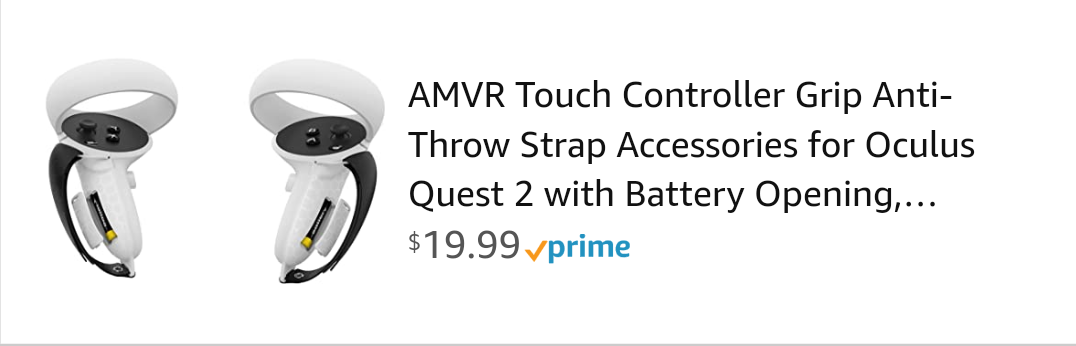 AMVR Touch Controller Grip Anti-
Throw Strap Accessories for Oculus
Quest 2 with Battery Opening,...
$19.99 prime